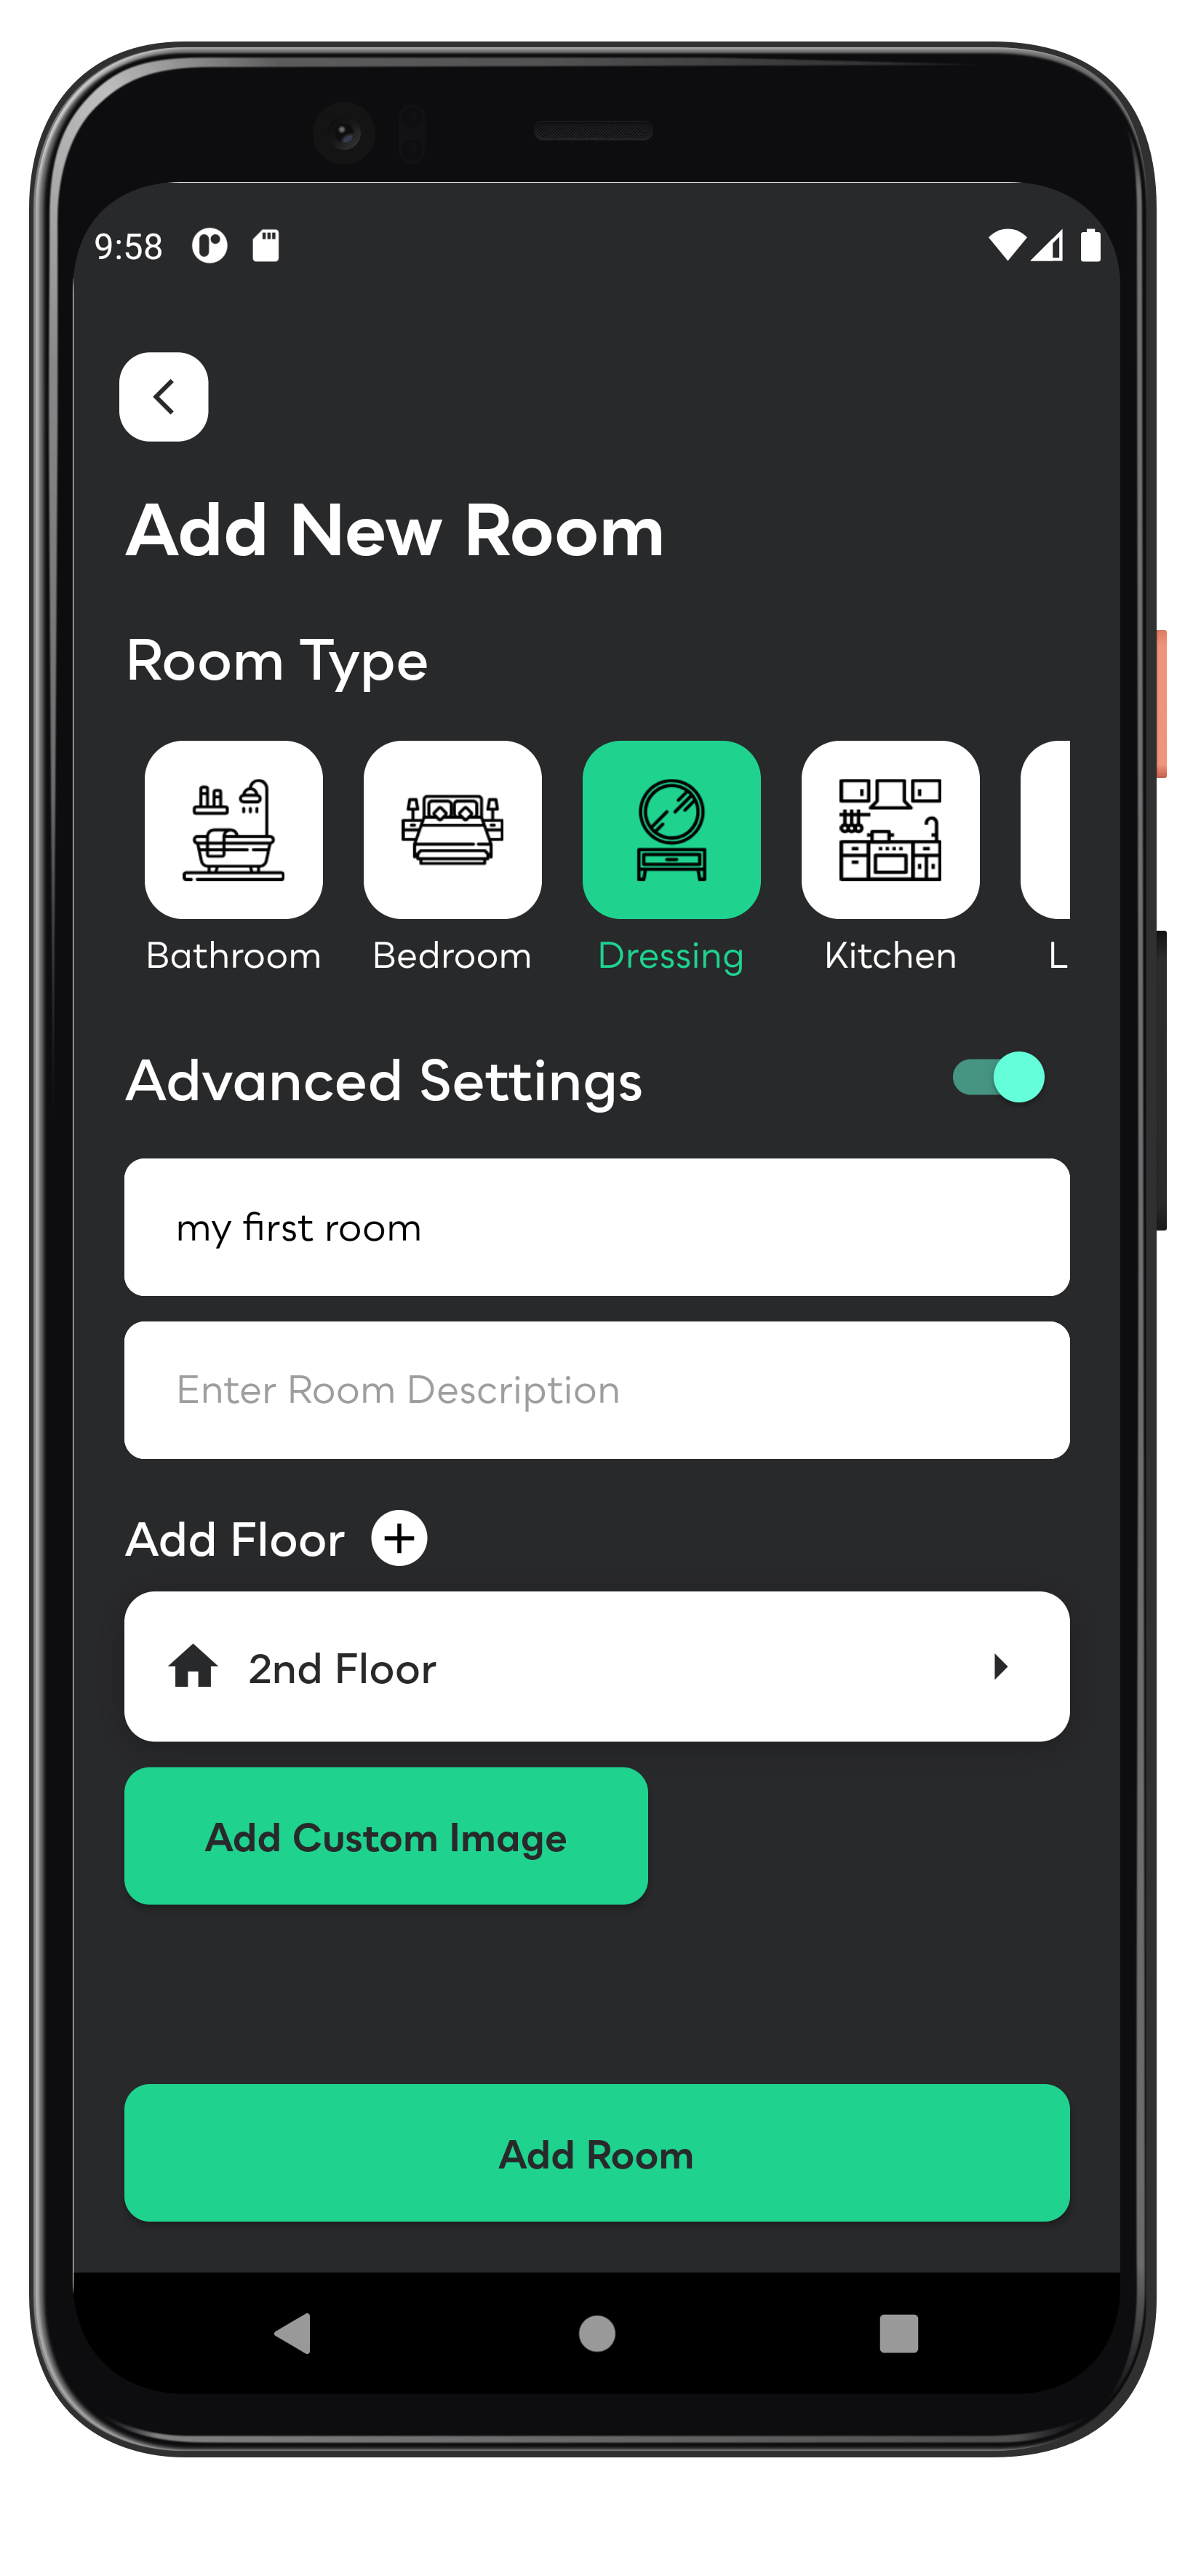 9:58
Add New Room
Room Type
Bathroom Bedroom Dressing Kitchen L
Advanced Settings
my first room
Enter Room Description
Add Floor
2nd Floor
Add Custom Image
Add Room